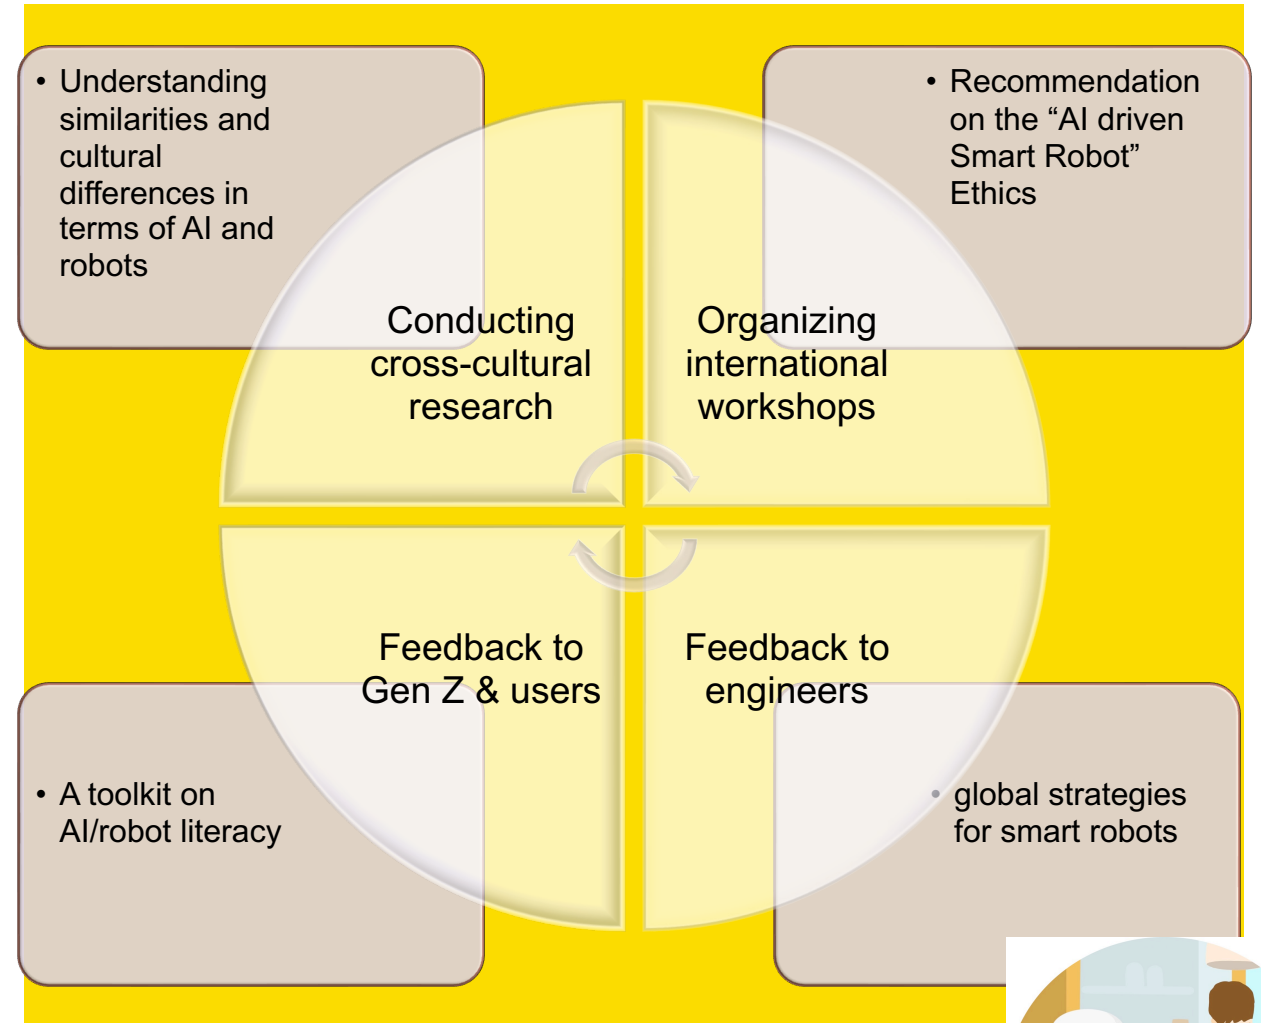 • Understanding
similarities and
cultural
differences in
terms of AI and
robots
• Recommendation
on the “AI driven
Smart Robot”
Ethics
Conducting
cross-cultural
research
Organizing
international
workshops
Feedback to
Gen Z & users
Feedback to
engineers
• A toolkit on
AI/robot literacy
• global strategies
for smart robots